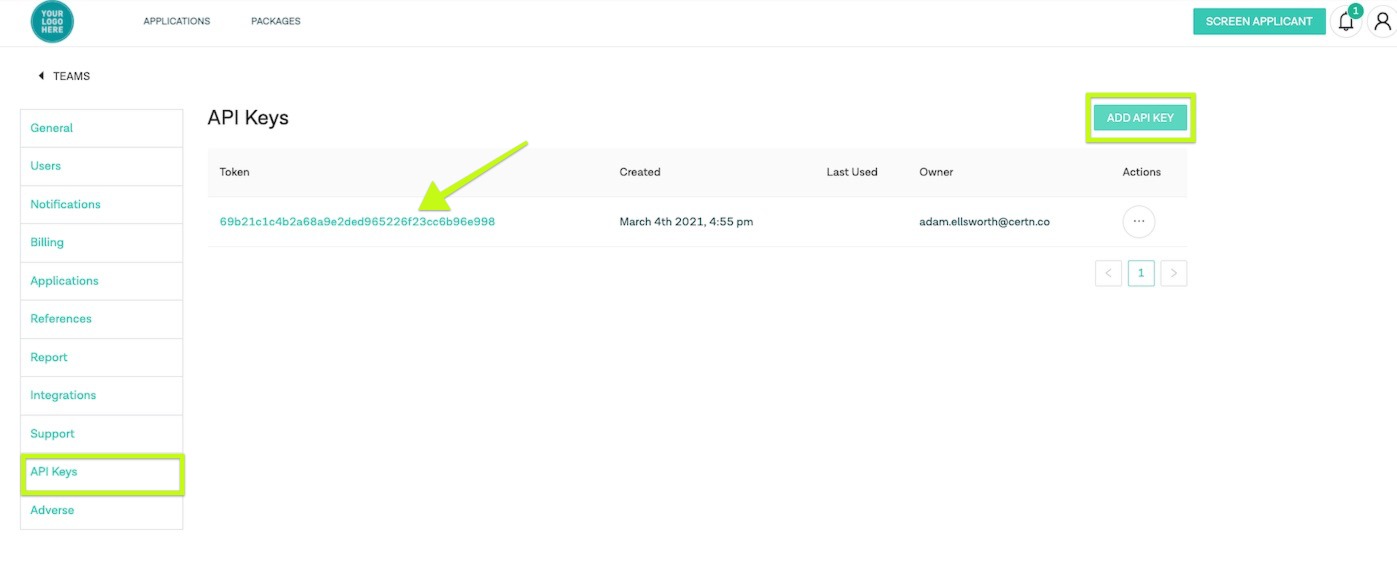 YOUR
LOGO
HERE
APPLICATIONS PACKAGES
SCREEN APPLICANT
1
TEAMS
General
Users
Notifications
Billing
Applications
References
Report
Integrations
Support
API Keys
Adverse
API Keys
ADD API KEY
Token Created Last Used Owner Actions
69b21c1c4b2a68a9e2ded965226f23cc6b96e998 March 4th 2021, 4:55 pm adam.ellsworth@certn.co ...
< 1 >